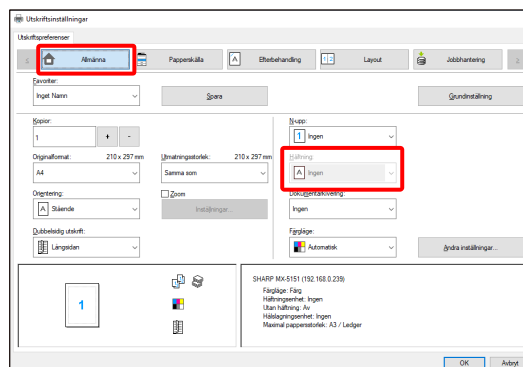 Utskriftsinställningar
Utskriftspreferenser
Allmänna
Papperskälla
Efterbehandling
Layout
Jobbhantering
Favoriter:
Inget Namn
Spara
Grundinställning
Kopior:
1
+ -
N-upp:
1 Ingen
Originalformat: 210 x 297 mm
A4
Utmatningsstorlek: 210 x 297 mm
Samma som
Häftning:
A Ingen
Orientering:
A Stående
Zoom
Inställningar...
Dokumentarkivering:
Ingen
Dubbelsidig utskrift:
Långsidan
Färgläge:
Automatisk
Andra inställningar...
1
SHARP MX-5151 (192.168.0.239)
Färgläge: Färg
Häftningsenhet: Ingen
Utan häftning: Av
Hålslagningsenhet: Ingen
Maximal pappersstorlek: A3 / Ledger
OK
Avbryt